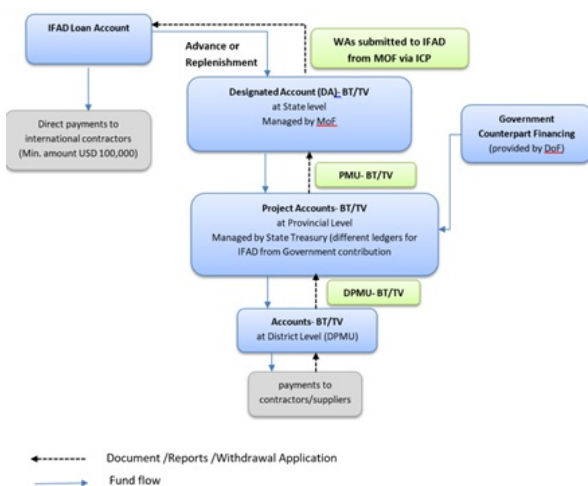 IFAD Loan Account
Advance or
Replenishment
WAs submitted to IFAD
from MOF via ICP
Direct payments to
international contractors
(Min. amount USD 100,000)
Designated Account (DA)- BT/TV
at State level
Managed by MoF
Government
Counterpart Financing
(provided by DoF)
PMU- BT/TV
Project Accounts- BT/TV
at Provincial Level
Managed by State Treasury (different ledgers for
IFAD from Government contribution
DPMU- BT/TV
Accounts- BT/TV
at District Level (DPMU)
payments to
contractors/suppliers
Document /Reports /Withdrawal Application
Fund flow